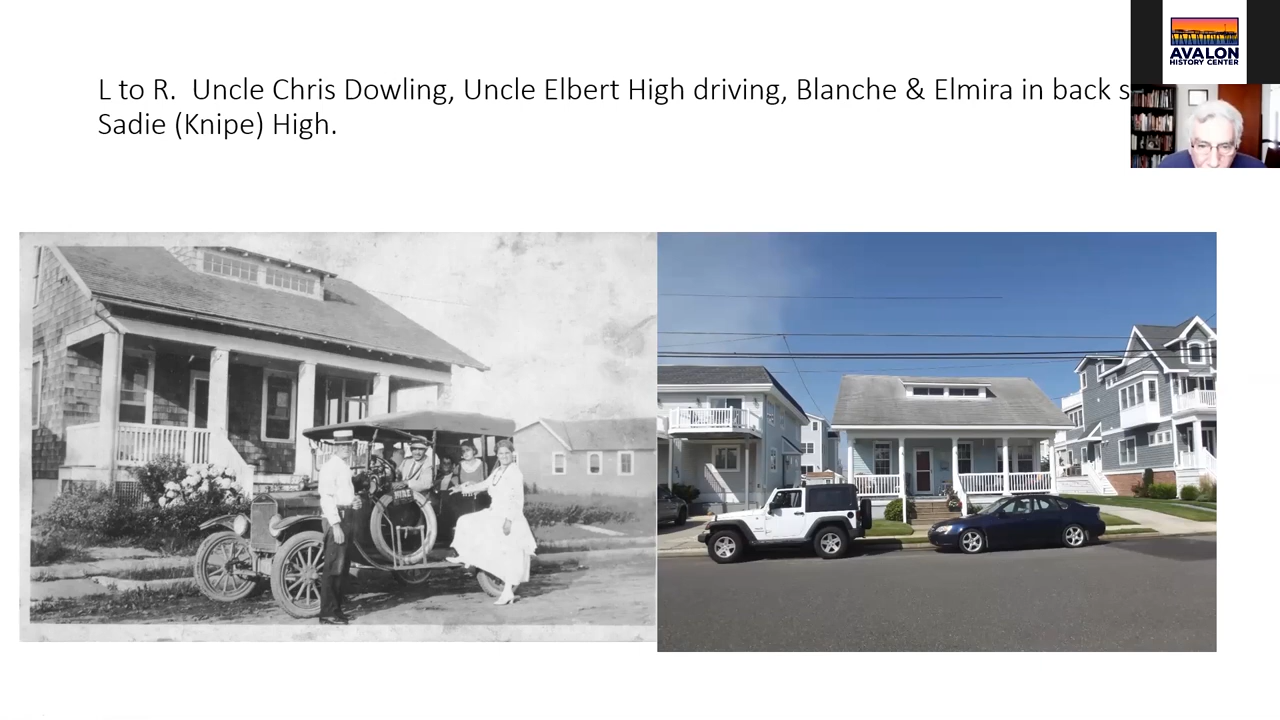 L to R.  Uncle Chris Dowling, Uncle Elbert High driving, Blanche & Elmira in back s
Sadie (Knipe) High.
AVALON
HISTORY CENTER